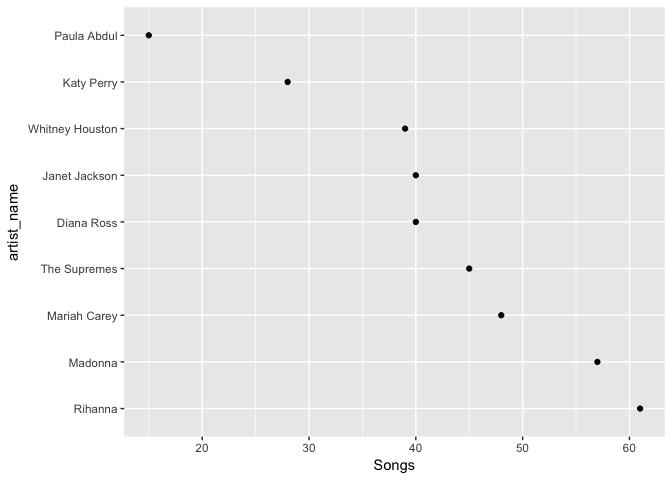 Paula Abdul
Katy Perry
Whitney Houston
Janet Jackson
Diana Ross
The Supremes
Mariah Carey
Madonna
Rihanna
artist_name
20 30 40 50 60
Songs